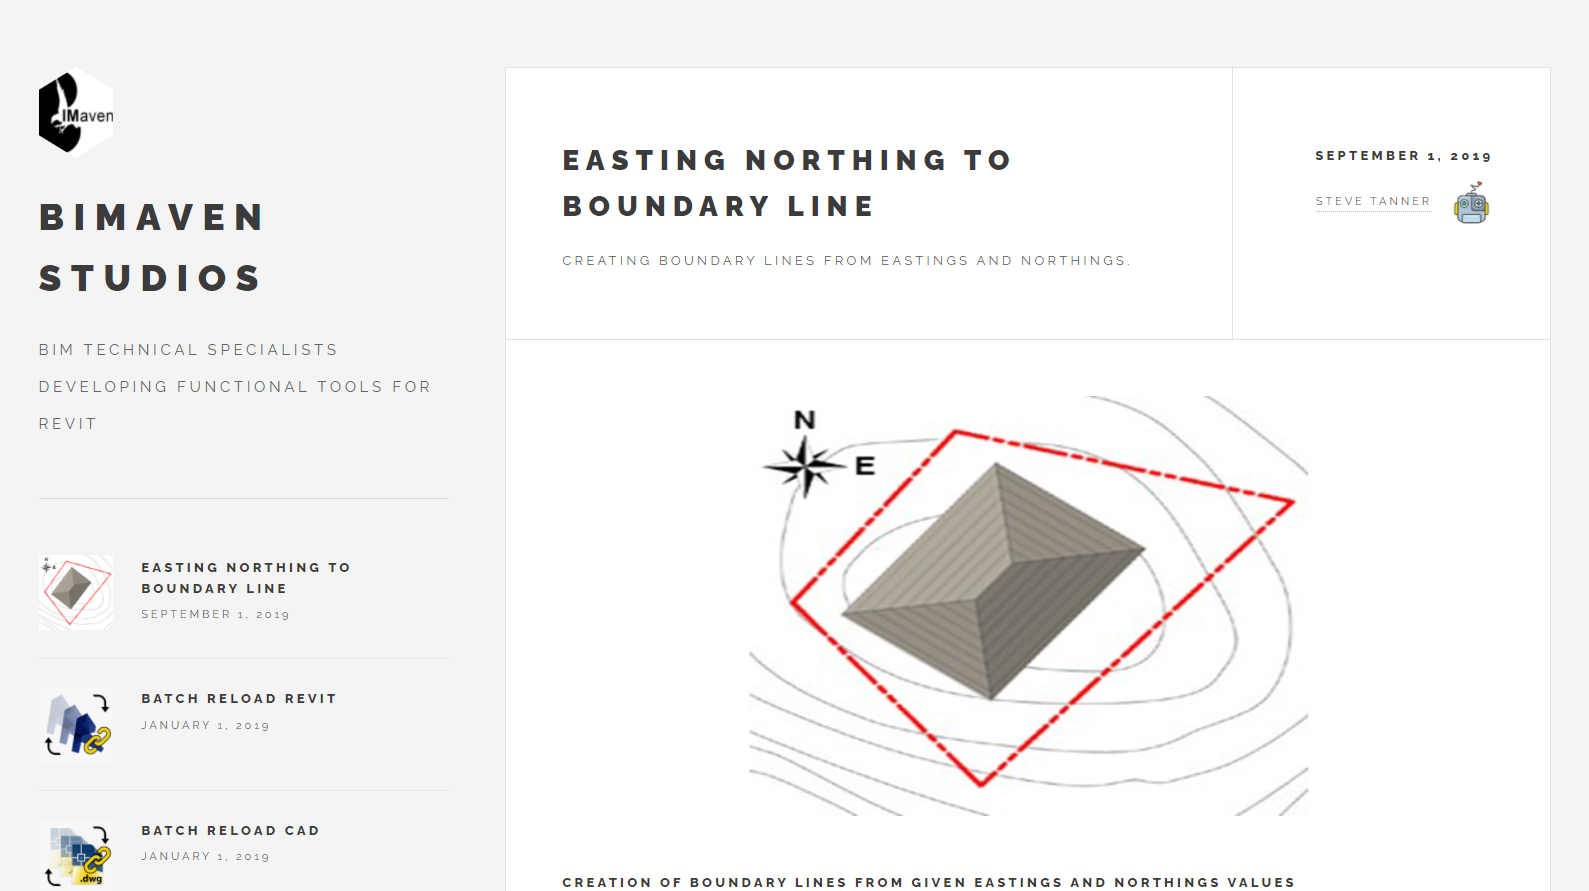 IMaven
BIMAVEN
STUDIOS
BIM TECHNICAL SPECIALISTS
DEVELOPING FUNCTIONAL TOOLS FOR
REVIT
N
E
EASTING NORTHING TO
BOUNDARY LINE
SEPTEMBER 1, 2019
BATCH RELOAD REVIT
JANUARY 1, 2019
.dwg
BATCH RELOAD CAD
JANUARY 1, 2019
EASTING NORTHING TO
BOUNDARY LINE
CREATING BOUNDARY LINES FROM EASTINGS AND NORTHINGS.
SEPTEMBER 1, 2019
STEVE TANNER
N
E
CREATION OF BOUNDARY LINES FROM GIVEN EASTINGS AND NORTHINGS VALUES